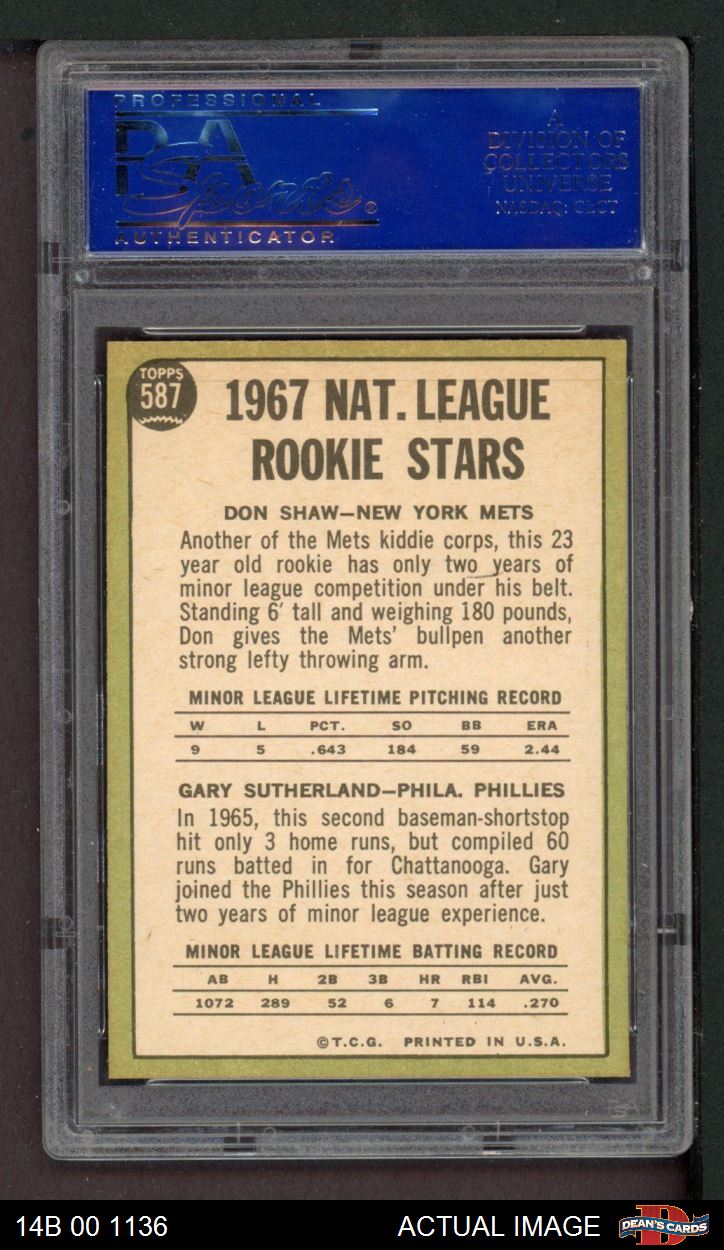 PROFESSIONAL
PSA
Sports ®
AUTHENTICATOR
A
DIVISION OF
COLLECTORS
UNIVERSE
NASDAQ: CLCT
TOPPS
587
1967 NAT. LEAGUE
ROOKIE STARS
DON SHAW—NEW YORK METS
Another of the Mets kiddie corps, this 23
year old rookie has only two years of
minor league competition under his belt.
Standing 6' tall and weighing 180 pounds,
Don gives the Mets' bullpen another
strong lefty throwing arm.
MINOR LEAGUE LIFETIME PITCHING RECORD
W L PCT. SO BB ERA
9 5 .643 184 59 2.44
GARY SUTHERLAND—PHILA. PHILLIES
In 1965, this second baseman-shortstop
hit only 3 home runs, but compiled 60
runs batted in for Chattanooga. Gary
joined the Phillies this season after just
two years of minor league experience.
MINOR LEAGUE LIFETIME BATTING RECORD
AB H 2B 3B HR RBI AVG.
1072 289 52 6 7 114 .270
©T.C.G. PRINTED IN U.S.A.
14B 00 1136 ACTUAL IMAGE DEAN'S CARDS